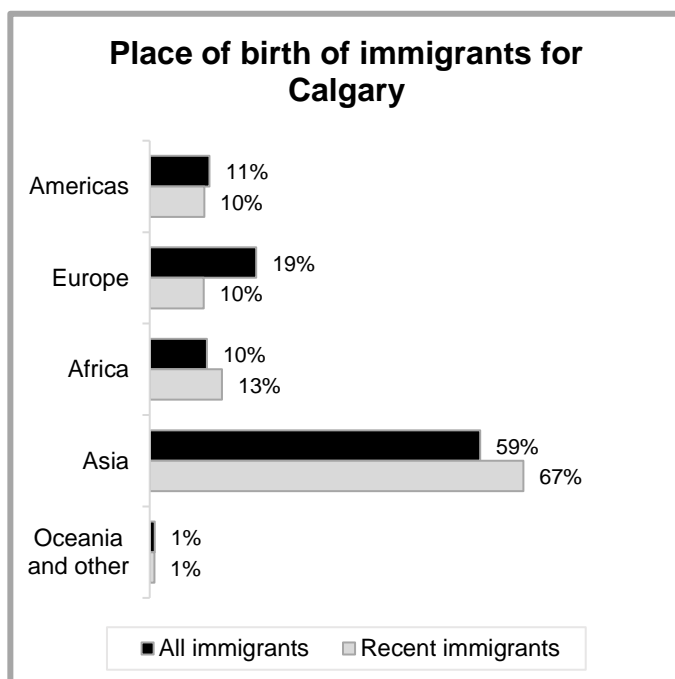 Place of birth of immigrants for
Calgary
Americas
11%
10%
Europe
19%
10%
Africa
10%
13%
Asia
59%
67%
Oceania
and other
1%
1%
All immigrants
Recent immigrants